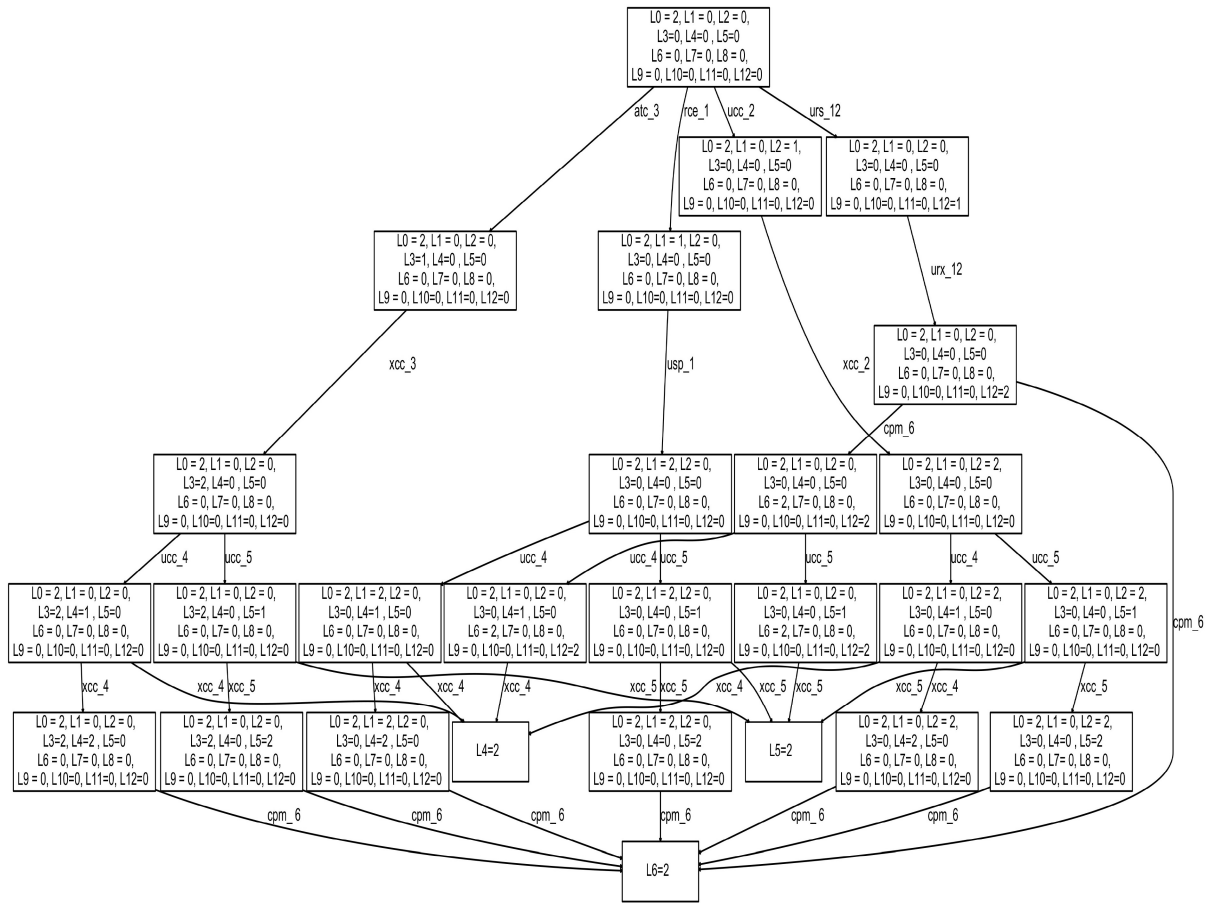 L0 = 2, L1 = 0, L2 = 0,
L3=0, L4=0 , L5=0
L6 = 0, L7= 0, L8 = 0,
L9 = 0, L10=0, L11=0, L12=0
atc_3
rce_1
ucc_2
urs_12
L0 = 2, L1 = 0, L2 = 1,
L3=0, L4=0 , L5=0
L6 = 0, L7= 0, L8 = 0,
L9 = 0, L10=0, L11=0, L12=0
L0 = 2, L1 = 0, L2 = 0,
L3=0, L4=0 , L5=0
L6 = 0, L7= 0, L8 = 0,
L9 = 0, L10=0, L11=0, L12=1
L0 = 2, L1 = 0, L2 = 0,
L3=1, L4=0 , L5=0
L6 = 0, L7= 0, L8 = 0,
L9 = 0, L10=0, L11=0, L12=0
L0 = 2, L1 = 1, L2 = 0,
L3=0, L4=0 , L5=0
L6 = 0, L7= 0, L8 = 0,
L9 = 0, L10=0, L11=0, L12=0
urx_12
L0 = 2, L1 = 0, L2 = 0,
L3=0, L4=0 , L5=0
L6 = 0, L7= 0, L8 = 0,
L9 = 0, L10=0, L11=0, L12=2
xcc_3
usp_1
xcc_2
cpm_6
L0 = 2, L1 = 0, L2 = 0,
L3=2, L4=0 , L5=0
L6 = 0, L7= 0, L8 = 0,
L9 = 0, L10=0, L11=0, L12=0
L0 = 2, L1 = 2, L2 = 0,
L3=0, L4=0 , L5=0
L6 = 0, L7= 0, L8 = 0,
L9 = 0, L10=0, L11=0, L12=0
L0 = 2, L1 = 0, L2 = 0,
L3=0, L4=0 , L5=0
L6 = 2, L7= 0, L8 = 0,
L9 = 0, L10=0, L11=0, L12=2
L0 = 2, L1 = 0, L2 = 2,
L3=0, L4=0 , L5=0
L6 = 0, L7= 0, L8 = 0,
L9 = 0, L10=0, L11=0, L12=0
ucc_4
ucc_5
ucc_4
ucc_4
ucc_5
ucc_5
ucc_4
ucc_5
L0 = 2, L1 = 0, L2 = 0,
L3=2, L4=1 , L5=0
L6 = 0, L7= 0, L8 = 0,
L9 = 0, L10=0, L11=0, L12=0
L0 = 2, L1 = 0, L2 = 0,
L3=2, L4=0 , L5=1
L6 = 0, L7= 0, L8 = 0,
L9 = 0, L10=0, L11=0, L12=0
L0 = 2, L1 = 2, L2 = 0,
L3=0, L4=1 , L5=0
L6 = 0, L7= 0, L8 = 0,
L9 = 0, L10=0, L11=0, L12=0
L0 = 2, L1 = 0, L2 = 0,
L3=0, L4=1 , L5=0
L6 = 2, L7= 0, L8 = 0,
L9 = 0, L10=0, L11=0, L12=2
L0 = 2, L1 = 2, L2 = 0,
L3=0, L4=0 , L5=1
L6 = 0, L7= 0, L8 = 0,
L9 = 0, L10=0, L11=0, L12=0
L0 = 2, L1 = 0, L2 = 0,
L3=0, L4=0 , L5=1
L6 = 2, L7= 0, L8 = 0,
L9 = 0, L10=0, L11=0, L12=2
L0 = 2, L1 = 0, L2 = 2,
L3=0, L4=1 , L5=0
L6 = 0, L7= 0, L8 = 0,
L9 = 0, L10=0, L11=0, L12=0
L0 = 2, L1 = 0, L2 = 2,
L3=0, L4=0 , L5=1
L6 = 0, L7= 0, L8 = 0,
L9 = 0, L10=0, L11=0, L12=0
cpm_6
xcc_4
xcc_4
xcc_5
xcc_4
xcc_4
xcc_4
xcc_5
xcc_5
xcc_4
xcc_5
xcc_5
xcc_5
xcc_4
xcc_5
L0 = 2, L1 = 0, L2 = 0,
L3=2, L4=2 , L5=0
L6 = 0, L7= 0, L8 = 0,
L9 = 0, L10=0, L11=0, L12=0
L0 = 2, L1 = 0, L2 = 0,
L3=2, L4=0 , L5=2
L6 = 0, L7= 0, L8 = 0,
L9 = 0, L10=0, L11=0, L12=0
L0 = 2, L1 = 2, L2 = 0,
L3=0, L4=2 , L5=0
L6 = 0, L7= 0, L8 = 0,
L9 = 0, L10=0, L11=0, L12=0
L4=2
L0 = 2, L1 = 2, L2 = 0,
L3=0, L4=0 , L5=2
L6 = 0, L7= 0, L8 = 0,
L9 = 0, L10=0, L11=0, L12=0
L5=2
L0 = 2, L1 = 0, L2 = 2,
L3=0, L4=2 , L5=0
L6 = 0, L7= 0, L8 = 0,
L9 = 0, L10=0, L11=0, L12=0
L0 = 2, L1 = 0, L2 = 2,
L3=0, L4=0 , L5=2
L6 = 0, L7= 0, L8 = 0,
L9 = 0, L10=0, L11=0, L12=0
cpm_6
cpm_6
cpm_6
cpm_6
cpm_6
cpm_6
L6=2